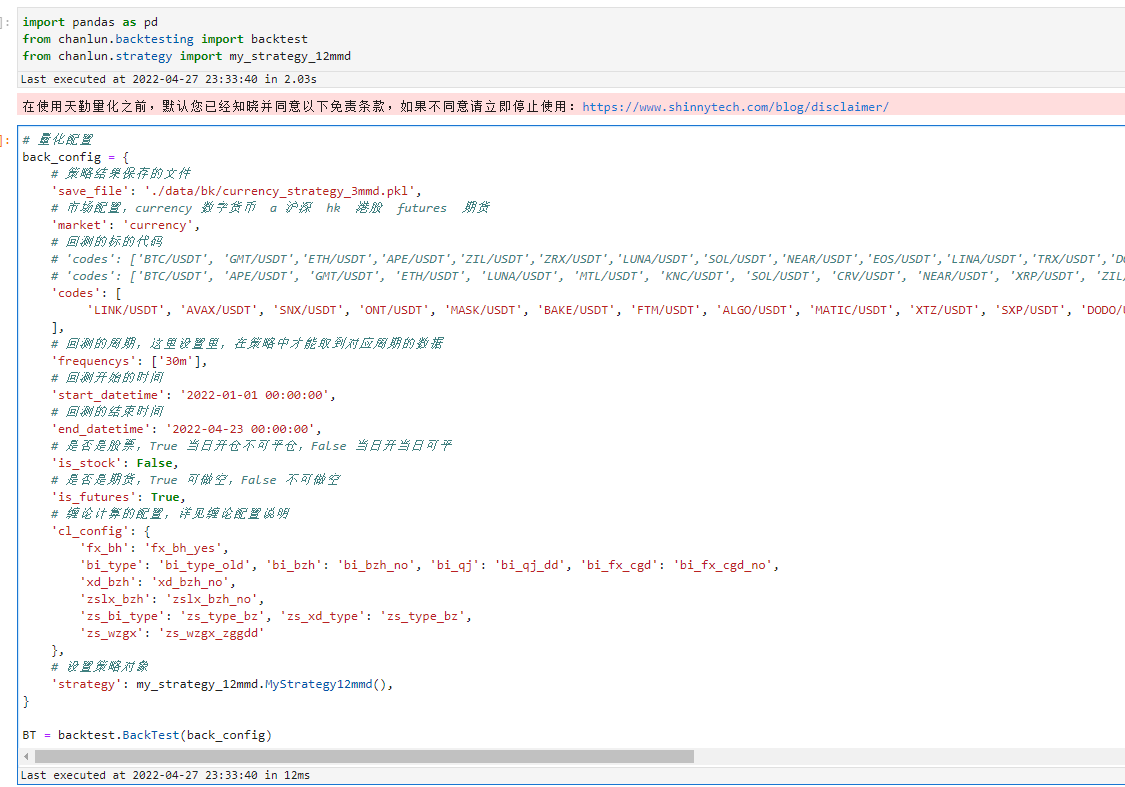 ]:
import pandas as pd
from chanlun.backtesting import backtest
from chanlun.strategy import my_strategy_12mmd
Last executed at 2022-04-27 23:33:40 in 2.03s
在使用天勤量化之前，默认您已经知晓并同意以下免责条款，如果不同意请立即停止使用：https://www.shinnytech.com/blog/disclaimer/
]:
# 量化配置
back_config = {
    # 策略结果保存的文件
    'save_file': './data/bk/currency_strategy_3mmd.pkl',
    # 市场配置，currency 数字货币  a 沪深  hk  港股  futures  期货
    'market': 'currency',
    # 回测的标的代码
    # 'codes': ['BTC/USDT', 'GMT/USDT','ETH/USDT','APE/USDT','ZIL/USDT','ZRX/USDT','LUNA/USDT','SOL/USDT','NEAR/USDT','EOS/USDT','LINA/USDT','TRX/USDT',
    # 'codes': ['BTC/USDT', 'APE/USDT', 'GMT/USDT', 'ETH/USDT', 'LUNA/USDT', 'MTL/USDT', 'KNC/USDT', 'SOL/USDT', 'CRV/USDT', 'NEAR/USDT', 'XRP/USDT', 'ZIL/
    'codes': [
         'LINK/USDT', 'AVAX/USDT', 'SNX/USDT', 'ONT/USDT', 'MASK/USDT', 'BAKE/USDT', 'FTM/USDT', 'ALGO/USDT', 'MATIC/USDT', 'XTZ/USDT', 'SXP/USDT', 'DODO/
    ],
    # 回测的周期，这里设置里，在策略中才能取到对应周期的数据
    'frequencys': ['30m'],
    # 回测开始的时间
    'start_datetime': '2022-01-01 00:00:00',
    # 回测的结束时间
    'end_datetime': '2022-04-23 00:00:00',
    # 是否是股票，True 当日开仓不可平仓，False 当日开当日可平
    'is_stock': False,
    # 是否是期货，True 可做空，False 不可做空
    'is_futures': True,
    # 缠论计算的配置，详见缠论配置说明
    'cl_config': {
        'fx_bh': 'fx_bh_yes',
        'bi_type': 'bi_type_old', 'bi_bzh': 'bi_bzh_no', 'bi_qj': 'bi_qj_dd', 'bi_fx_cgd': 'bi_fx_cgd_no',
        'xd_bzh': 'xd_bzh_no',
        'zslx_bzh': 'zslx_bzh_no',
        'zs_bi_type': 'zs_type_bz', 'zs_xd_type': 'zs_type_bz',
        'zs_wzgx': 'zs_wzgx_zggdd'
    },
    # 设置策略对象
    'strategy': my_strategy_12mmd.MyStrategy12mmd(),
}
BT = backtest.BackTest(back_config)
Last executed at 2022-04-27 23:33:40 in 12ms